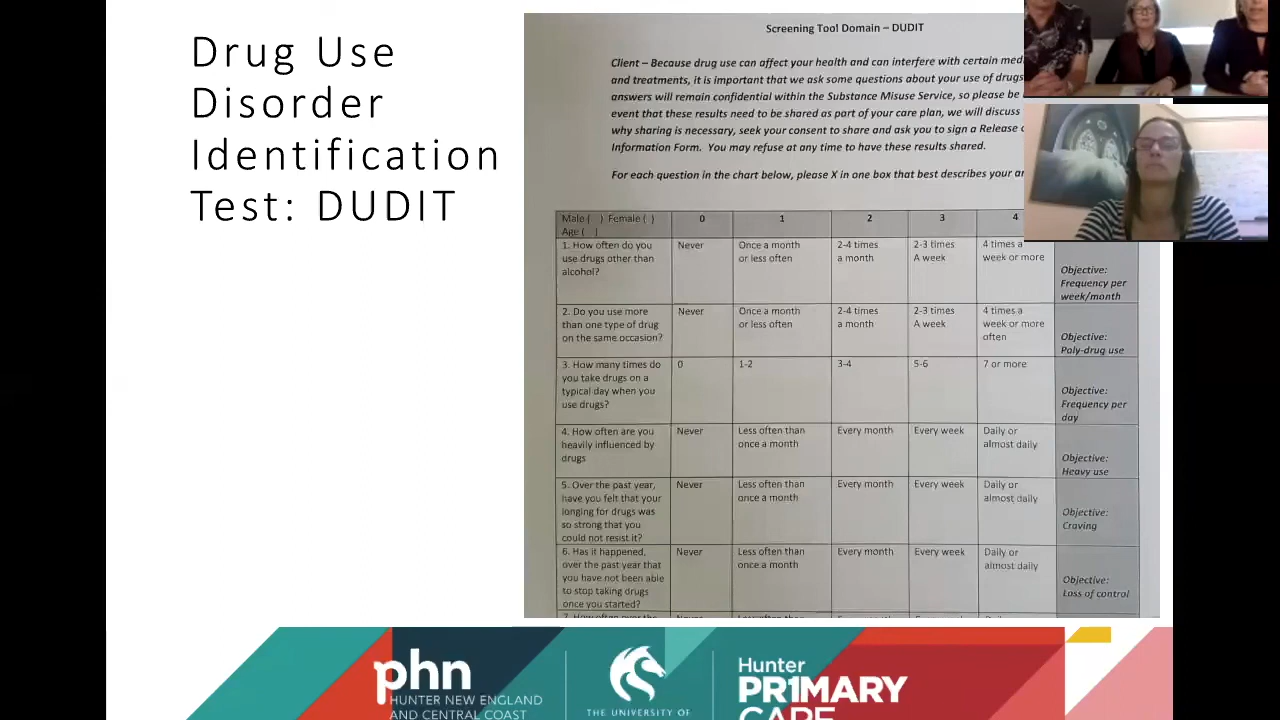 Drug Use
Disorder
Identification
Test: DUDIT
Screening Tool Domain – DUDIT
Client – Because drug use can affect your health and can interfere with certain med
and treatments, it is important that we ask some questions about your use of drugs
answers will remain confidential within the Substance Misuse Service, so please be
event that these results need to be shared as part of your care plan, we will discuss
why sharing is necessary, seek your consent to share and ask you to sign a Release
Information Form. You may refuse at any time to have these results shared.
For each question in the chart below, please X in one box that best describes your
Male ( ) Female ( )
Age ( )
0
1
2
3
4
1. How often do you
use drugs other than
alcohol?
Never
Once a month
or less often
2-4 times
a month
2-3 times
A week
4 times a
week or more
Objective:
Frequency per
week/month
2. Do you use more
than one type of drug
on the same occasion?
Never
Once a month
or less often
2-4 times
a month
2-3 times
A week
4 times a
week or more
often
Objective:
Poly-drug use
3. How many times do
you take drugs on a
typical day when you
use drugs?
0
1-2
3-4
5-6
7 or more
Objective:
Frequency per
day
4. How often are you
heavily influenced by
drugs
Never
Less often than
once a month
Every month
Every week
Daily or
almost daily
Objective:
Heavy use
5. Over the past year,
have you felt that your
longing for drugs was
so strong that you
could not resist it?
Never
Less often than
once a month
Every month
Every week
Daily or
almost daily
Objective:
Craving
6. Has it happened,
over the past year that
you have not been able
to stop taking drugs
once you started?
Never
Less often than
once a month
Every month
Every week
Daily or
almost daily
Objective:
Loss of control
phn
HUNTER NEW ENGLAND
AND CENTRAL COAST
THE UNIVERSITY OF
Hunter
PR1MARY
CARE